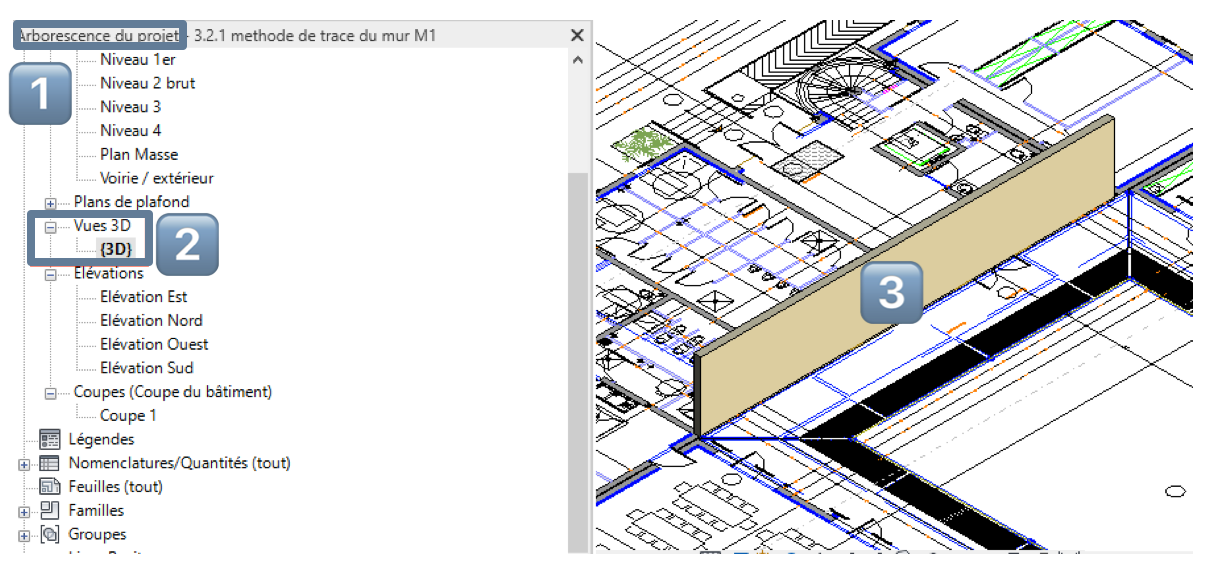 Arborescence du projet - 3.2.1 methode de trace du mur M1
1
Niveau 1er
Niveau 2 brut
Niveau 3
Niveau 4
Plan Masse
Voirie / extérieur
Plans de plafond
Vues 3D
2
{3D}
Elévations
Elévation Est
Elévation Nord
Elévation Ouest
Elévation Sud
Coupes (Coupe du bâtiment)
Coupe 1
Légendes
Nomenclatures/Quantités (tout)
Feuilles (tout)
Familles
Groupes
3